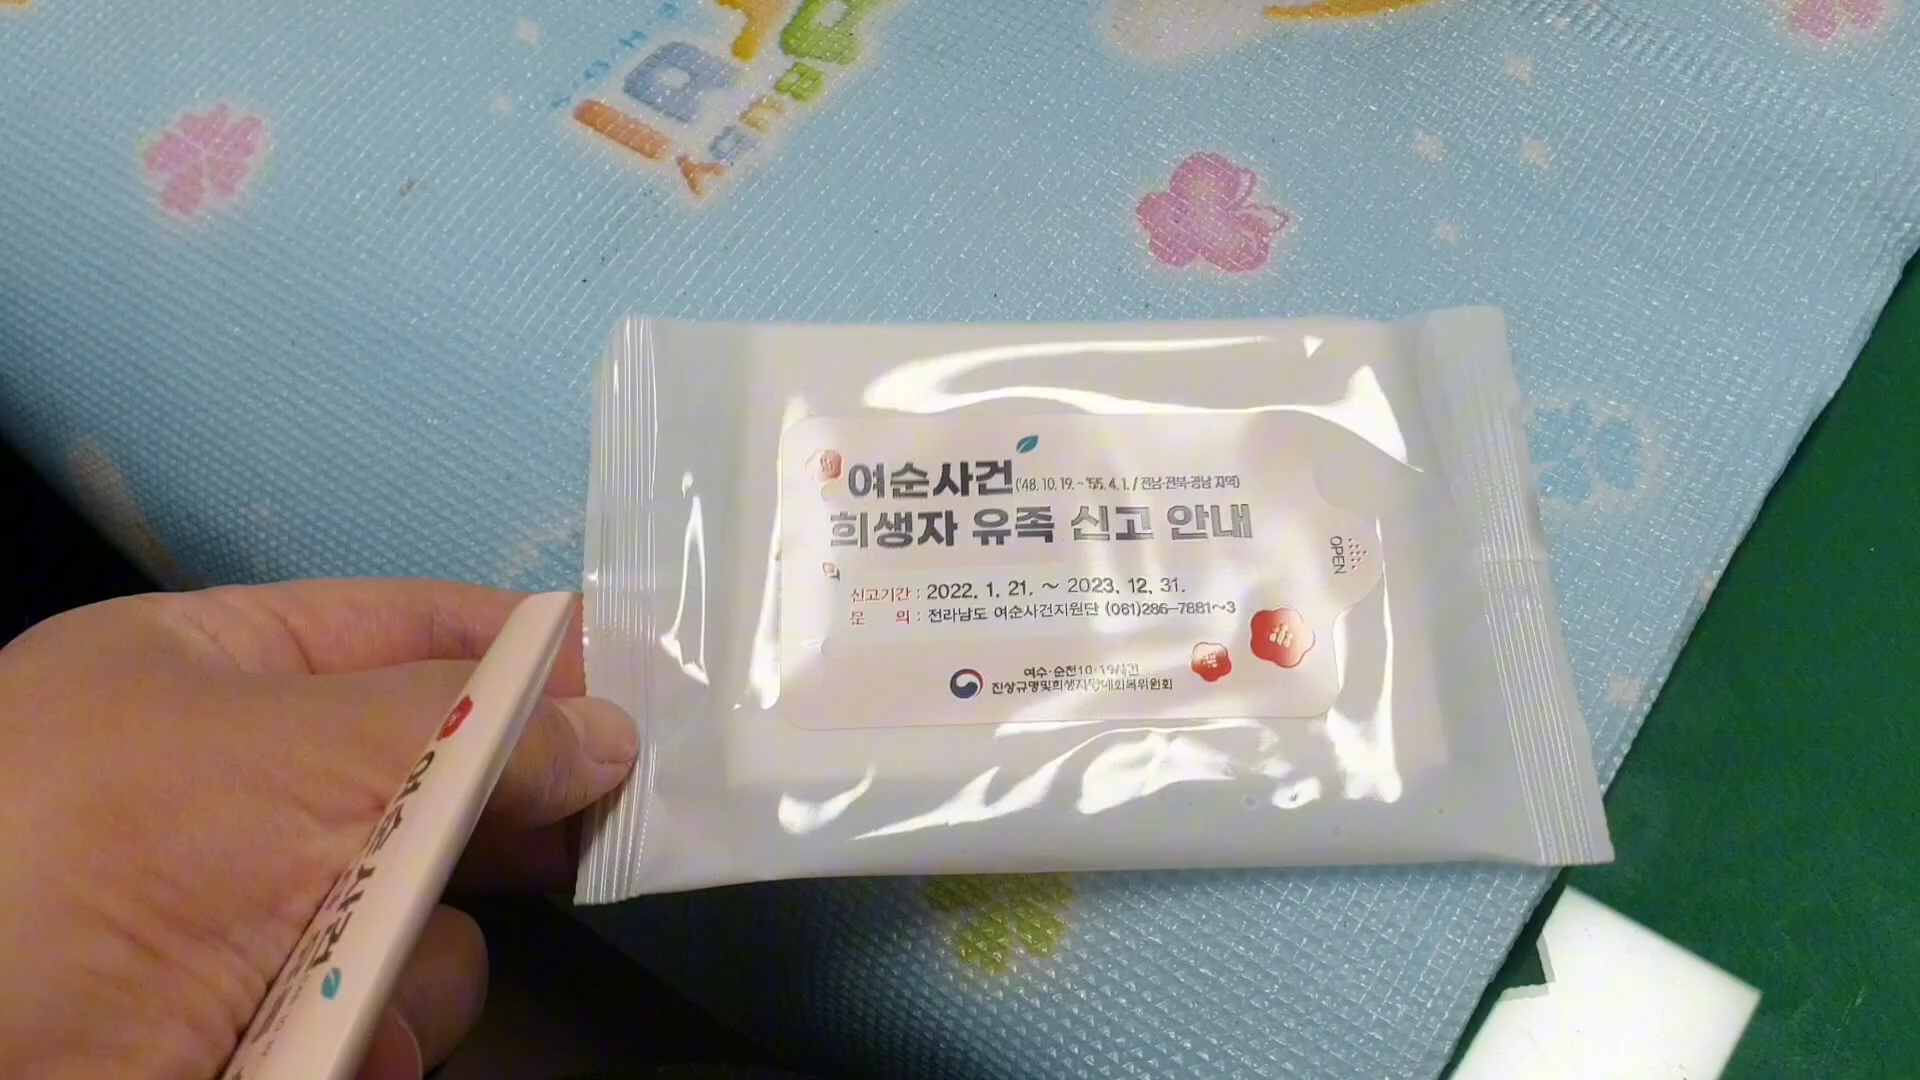 여순사건('48. 10. 19. ~ '55. 4. 1. / 전남·전북·경남 지역)
희생자 유족 신고 안내
OPEN
신고기간 : 2022. 1. 21. ~ 2023. 12. 31.
문 의 : 전라남도 여순사건지원단 (061)286-7881~3
여수·순천10·19사건
진상규명및희생자명예회복위원회
여순사건